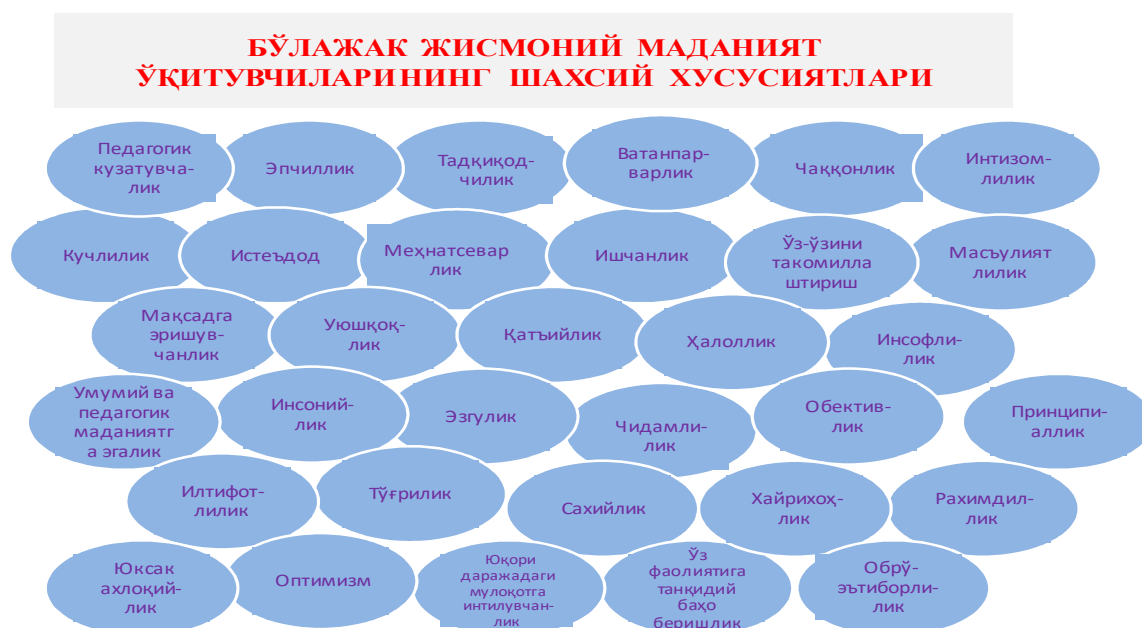 БЎЛАЖАК ЖИСМОНИЙ МАДАНИЯТ
ЎҚИТУВЧИЛАРИНИНГ ШАХСИЙ ХУСУСИЯТЛАРИ
Педагогик
кузатувча-
лик
Эпчиллик
Тадқиқод-
чилик
Ватанпар-
варлик
Чаққонлик
Интизом-
лилик
Кучлилик
Истеъдод
Меҳнатсевар
лик
Ишчанлик
Ўз-ўзини
такомилла
штириш
Масъулият
лилик
Мақсадга
эришув-
чанлик
Уюшқоқ-
лик
Қатъийлик
Ҳалоллик
Инсофли-
лик
Умумий ва
педагогик
маданиятг
а эгалик
Инсоний-
лик
Эзгулик
Чидамли-
лик
Обектив-
лик
Принципи-
аллик
Илтифот-
лилик
Тўғрилик
Сахийлик
Хайрихоҳ-
лик
Рахимдил-
лик
Юксак
ахлоқий-
лик
Оптимизм
Юқори
даражадаги
мулоқотга
интилувчан-
лик
Ўз
фаолиятига
танқидий
баҳо
беришлик
Обрў-
эътиборли-
лик